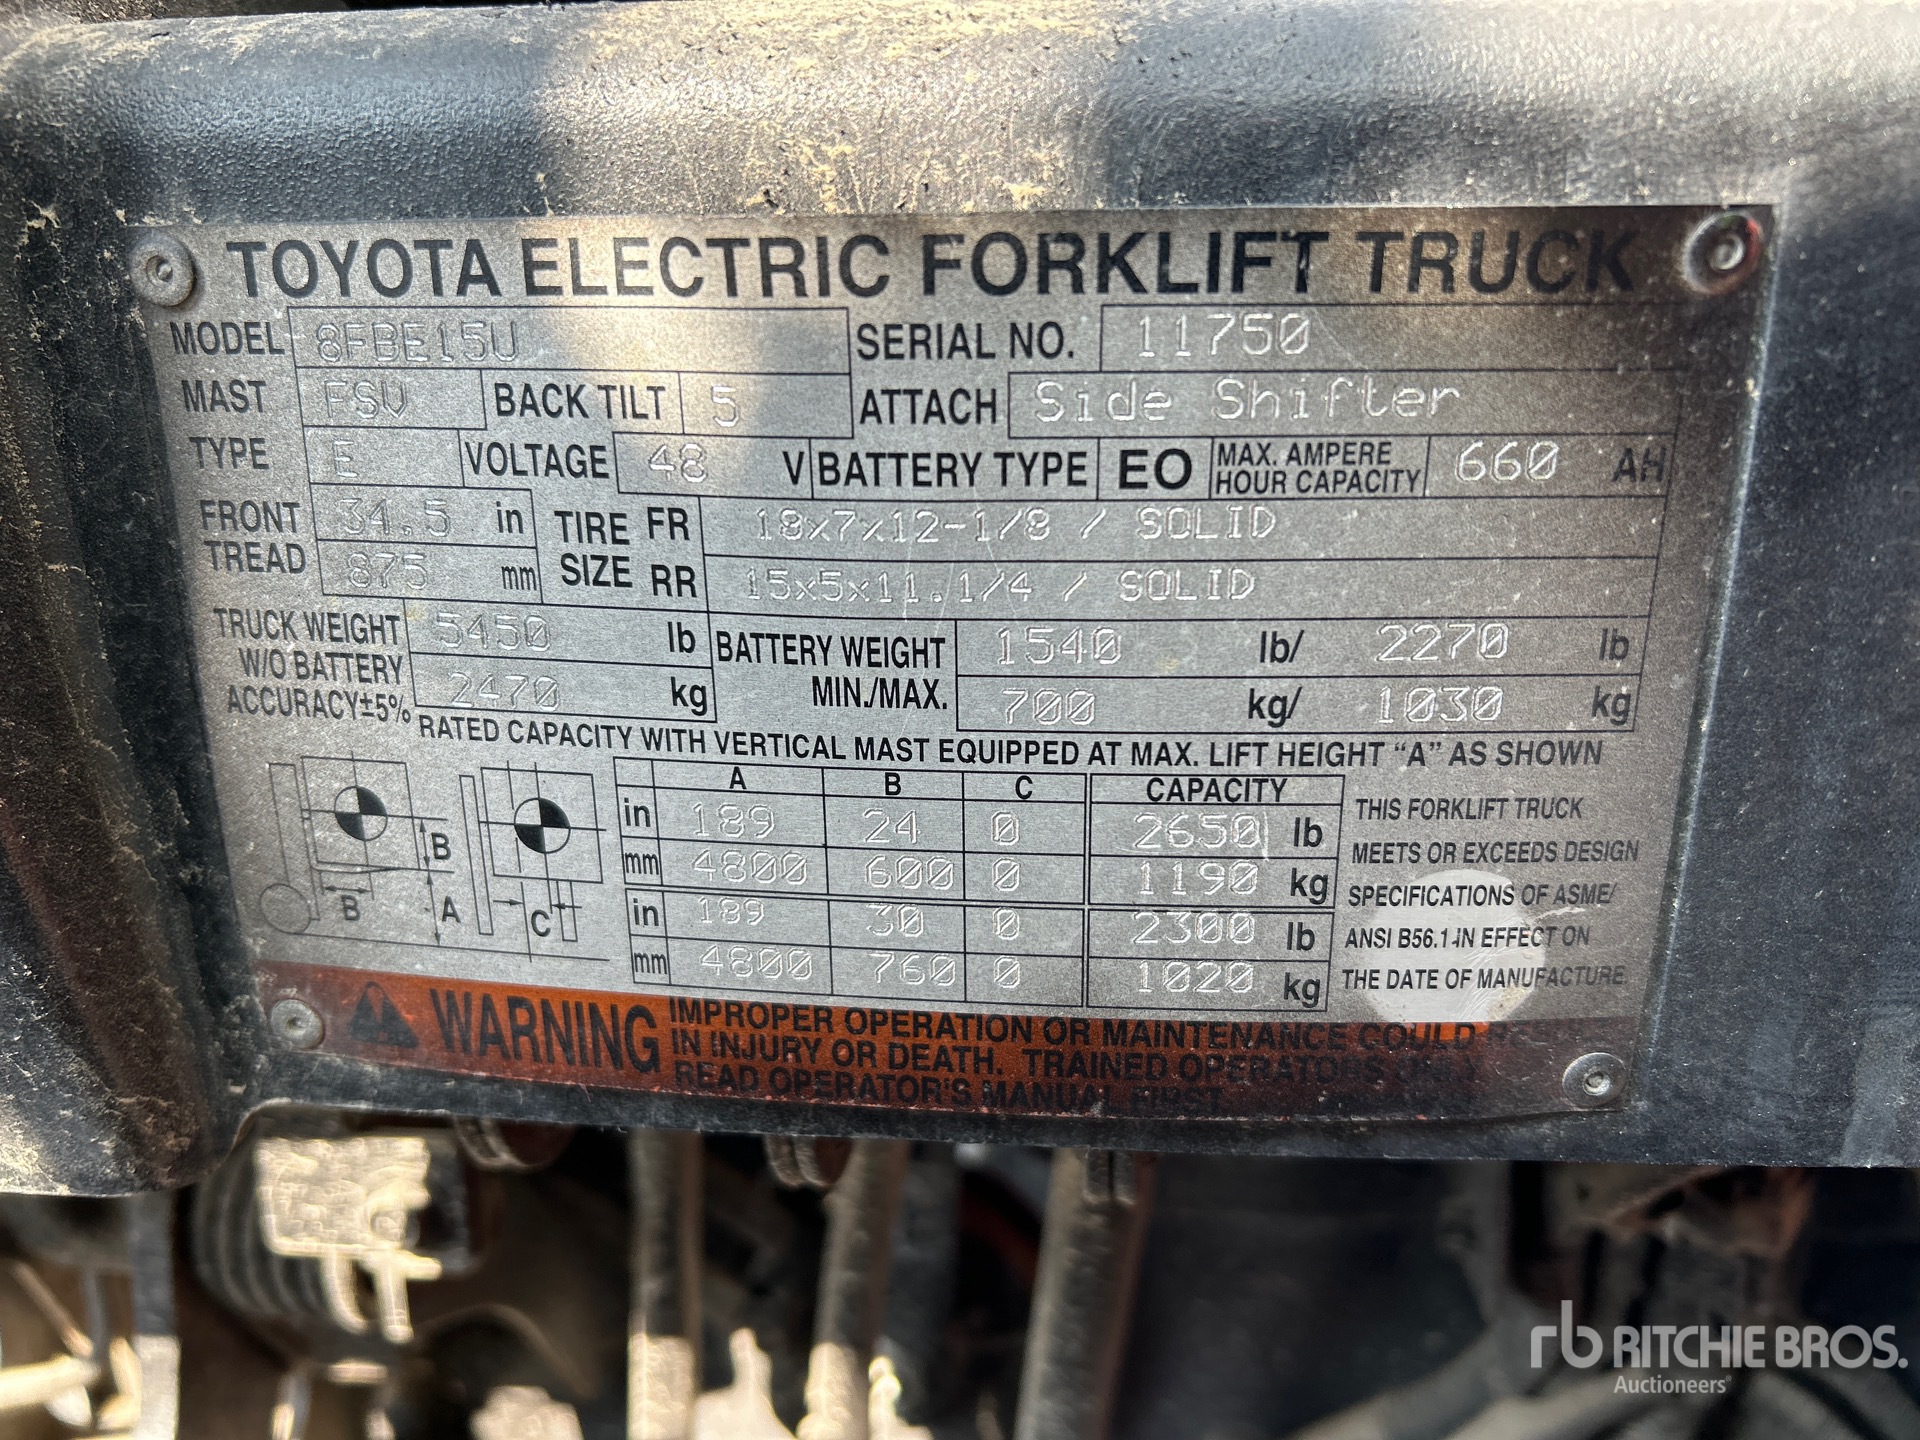 TOYOTA ELECTRIC FORKLIFT TRUCK
MODEL 8FBE15U SERIAL NO. 11750
MAST FSV BACK TILT 5 ATTACH Side Shifter
TYPE E VOLTAGE 48 V BATTERY TYPE EO MAX. AMPERE HOUR CAPACITY 660 AH
FRONT TREAD 34.5 in TIRE SIZE FR 18x7x12-1/8 / SOLID
875 mm RR 15x5x11.1/4 / SOLID
TRUCK WEIGHT W/O BATTERY ACCURACY±5% 5450 lb BATTERY WEIGHT MIN./MAX. 1540 lb/ 2270 lb
2470 kg 700 kg/ 1030 kg
RATED CAPACITY WITH VERTICAL MAST EQUIPPED AT MAX. LIFT HEIGHT "A" AS SHOWN
A B C CAPACITY
in 189 24 0 2650 lb
mm 4800 600 0 1190 kg
in 189 30 0 2300 lb
mm 4800 760 0 1020 kg
B
B
A
C
THIS FORKLIFT TRUCK
MEETS OR EXCEEDS DESIGN
SPECIFICATIONS OF ASME/
ANSI B56.1 IN EFFECT ON
THE DATE OF MANUFACTURE.
WARNING
IMPROPER OPERATION OR MAINTENANCE COULD
IN INJURY OR DEATH. TRAINED OPERATORS ONLY.
READ OPERATOR'S MANUAL FIRST.
rb RITCHIE BROS.
Auctioneers